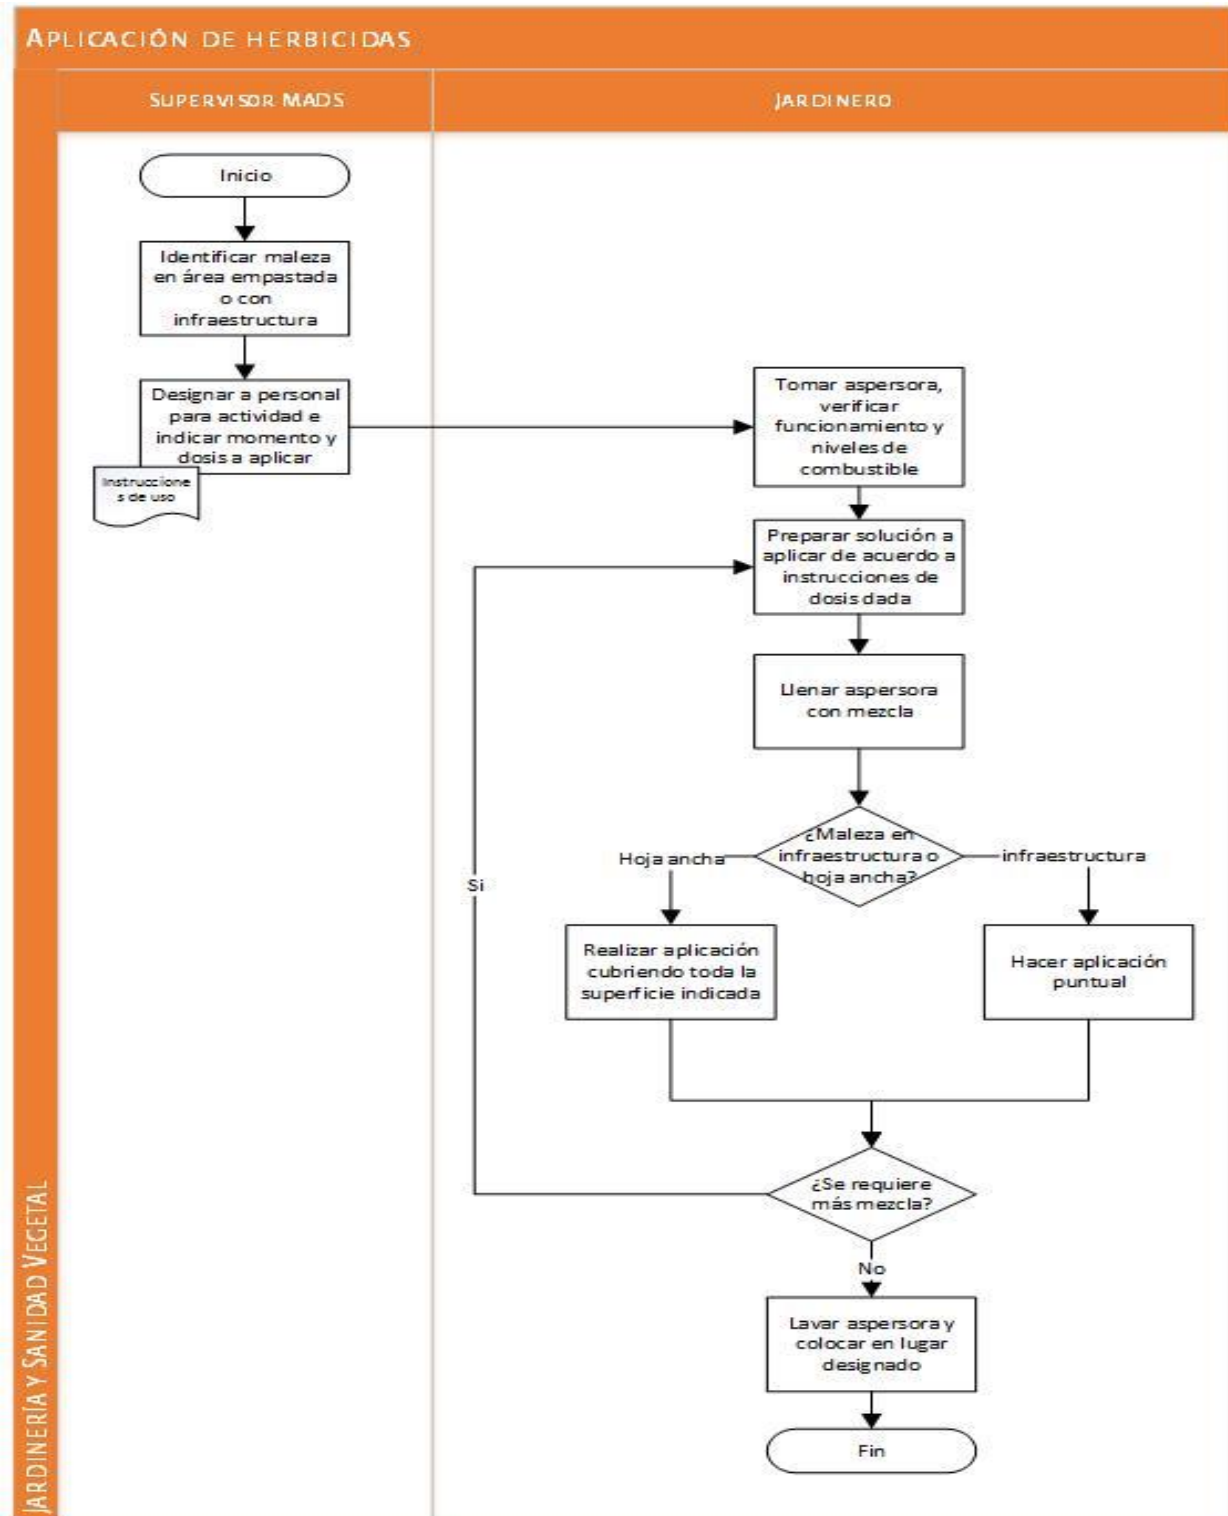 APLICACIÓN DE HERBICIDAS
SUPERVISOR MADS
JARDINERO
Inicio
Identificar maleza
en área empastada
o con
infraestructura
Designar a personal
para actividad e
indicar momento y
dosis a aplicar
Instruccione
s de uso
Tomar aspersora,
verificar
funcionamiento y
niveles de
combustible
Preparar solución a
aplicar de acuerdo a
instrucciones de
dosis dada
Llenar aspersora
con mezcla
¿Maleza en
infraestructura o
hoja ancha?
Hoja ancha
infraestructura
Si
Realizar aplicación
cubriendo toda la
superficie indicada
Hacer aplicación
puntual
¿Se requiere
más mezcla?
No
Lavar aspersora y
colocar en lugar
designado
Fin
JARDINERÍA Y SANIDAD VEGETAL